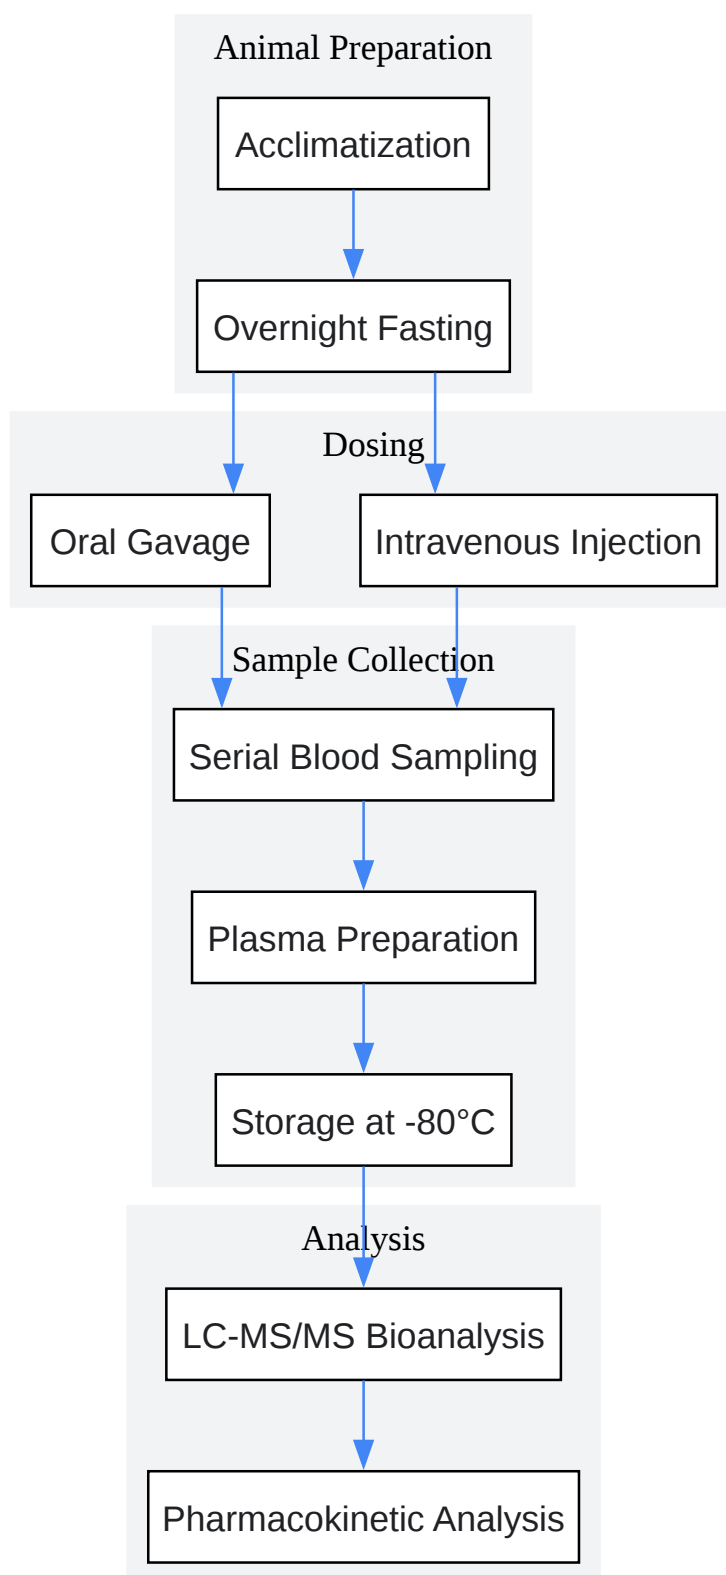 Animal Preparation
Acclimatization
Overnight Fasting
Dosing
Oral Gavage
Intravenous Injection
Sample Collection
Serial Blood Sampling
Plasma Preparation
Storage at -80°C
Analysis
LC-MS/MS Bioanalysis
Pharmacokinetic Analysis